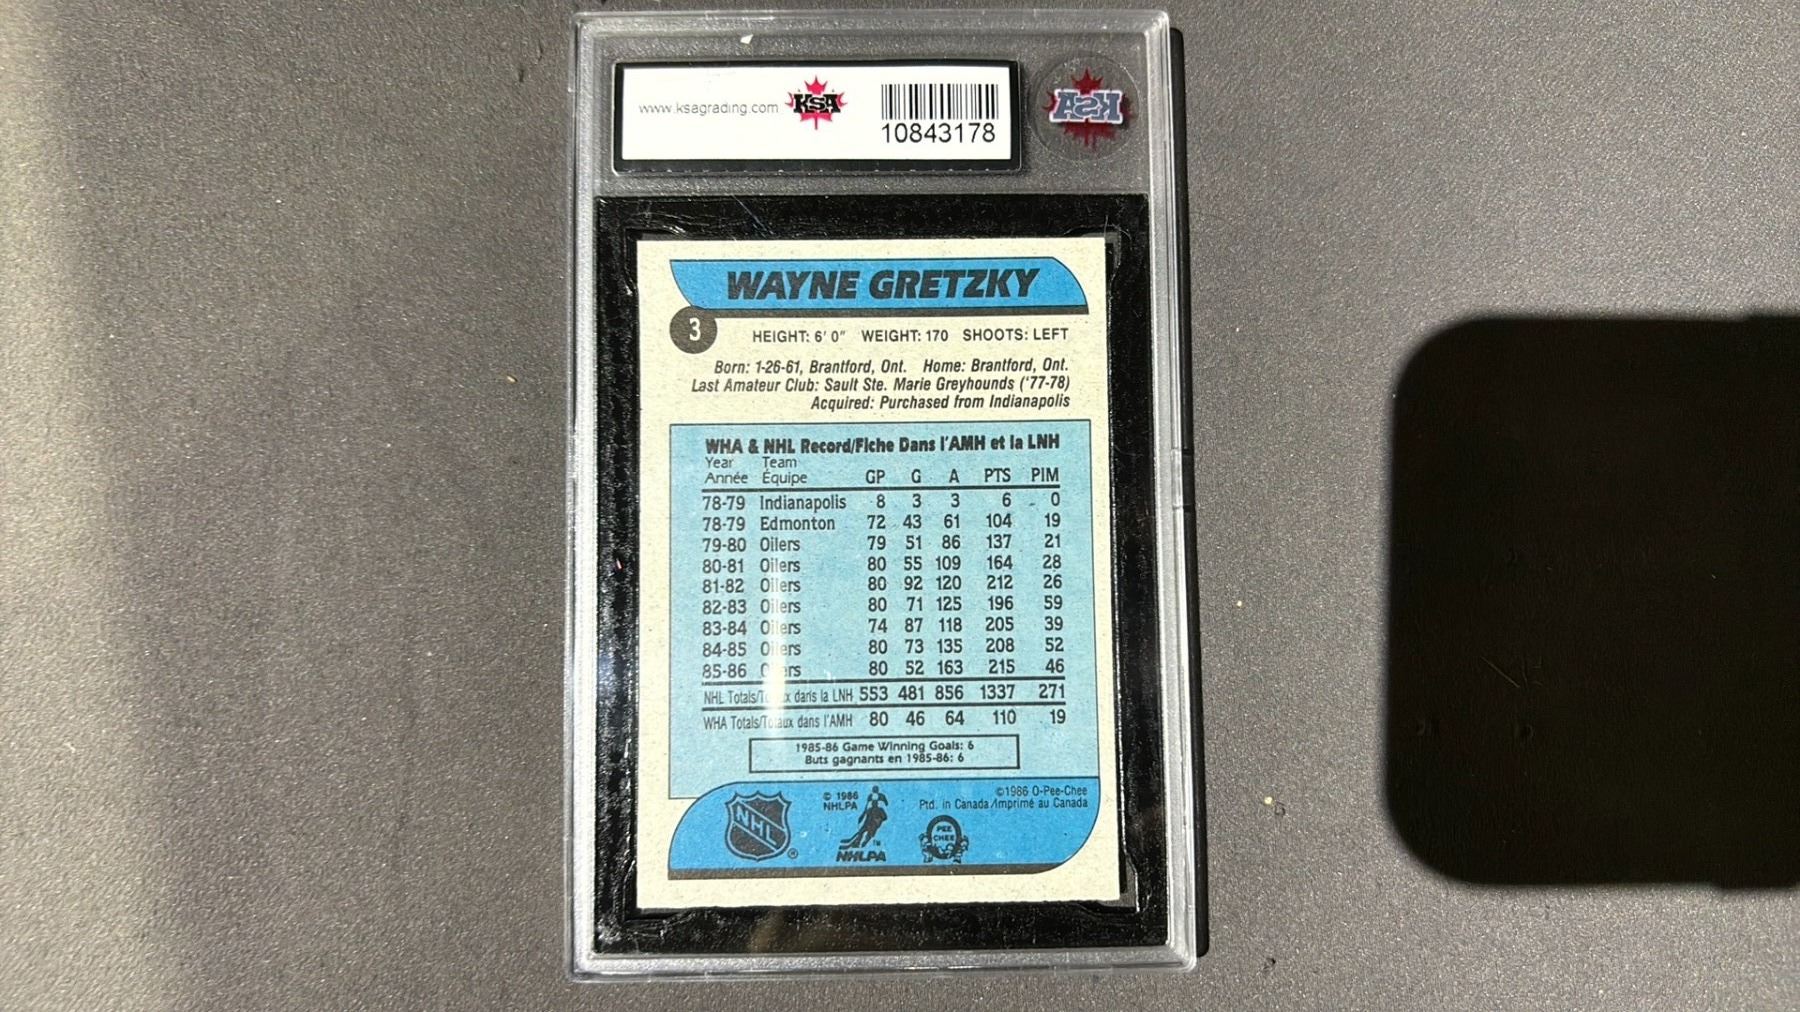 www.ksagrading.com KSA
10843178
KSA
WAYNE GRETZKY
3
HEIGHT: 6' 0" WEIGHT: 170 SHOOTS: LEFT
Born: 1-26-61, Brantford, Ont. Home: Brantford, Ont.
Last Amateur Club: Sault Ste. Marie Greyhounds ('77-78)
Acquired: Purchased from Indianapolis
WHA & NHL Record/Fiche Dans l'AMH et la LNH
Year Team
Année Équipe GP G A PTS PIM
78-79 Indianapolis 8 3 3 6 0
78-79 Edmonton 72 43 61 104 19
79-80 Oilers 79 51 86 137 21
80-81 Oilers 80 55 109 164 28
81-82 Oilers 80 92 120 212 26
82-83 Oilers 80 71 125 196 59
83-84 Oilers 74 87 118 205 39
84-85 Oilers 80 73 135 208 52
85-86 Oilers 80 52 163 215 46
NHL Totals/Totaux dans la LNH 553 481 856 1337 271
WHA Totals/Totaux dans l'AMH 80 46 64 110 19
1985-86 Game Winning Goals: 6
Buts gagnants en 1985-86: 6
NHL
© 1986
NHLPA
NHLPA
©1986 O-Pee-Chee
Ptd. in Canada/Imprimé au Canada
PEE
CHEE